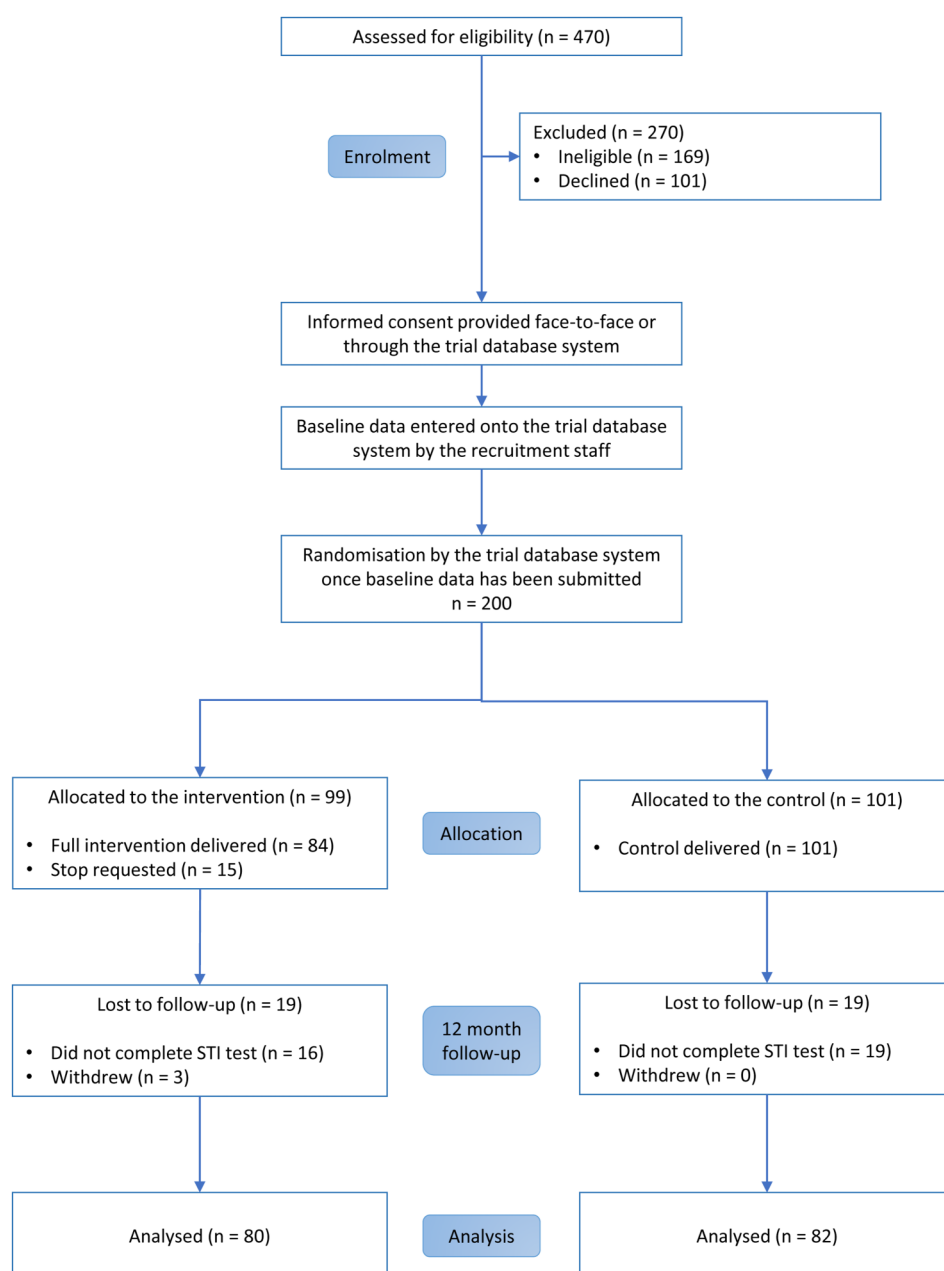 Assessed for eligibility (n = 470)
Enrolment
Excluded (n = 270)
• Ineligible (n = 169)
• Declined (n = 101)
Informed consent provided face-to-face or
through the trial database system
Baseline data entered onto the trial database
system by the recruitment staff
Randomisation by the trial database system
once baseline data has been submitted
n = 200
Allocated to the intervention (n = 99)
• Full intervention delivered (n = 84)
• Stop requested (n = 15)
Allocation
Allocated to the control (n = 101)
• Control delivered (n = 101)
Lost to follow-up (n = 19)
• Did not complete STI test (n = 16)
• Withdrew (n = 3)
12 month
follow-up
Lost to follow-up (n = 19)
• Did not complete STI test (n = 19)
• Withdrew (n = 0)
Analysed (n = 80)
Analysis
Analysed (n = 82)